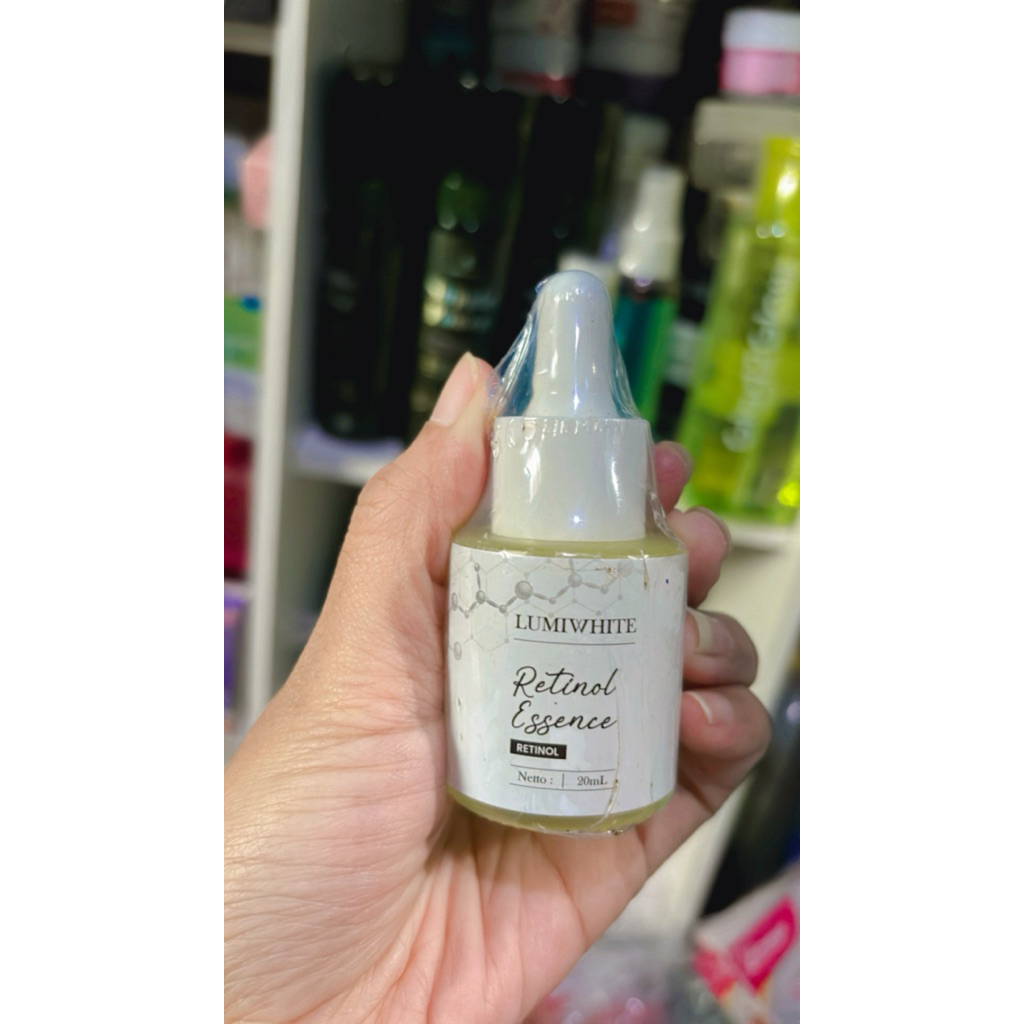 LUMIWHITE
Retinol
Essence
RETINOL
Netto : | 20mL